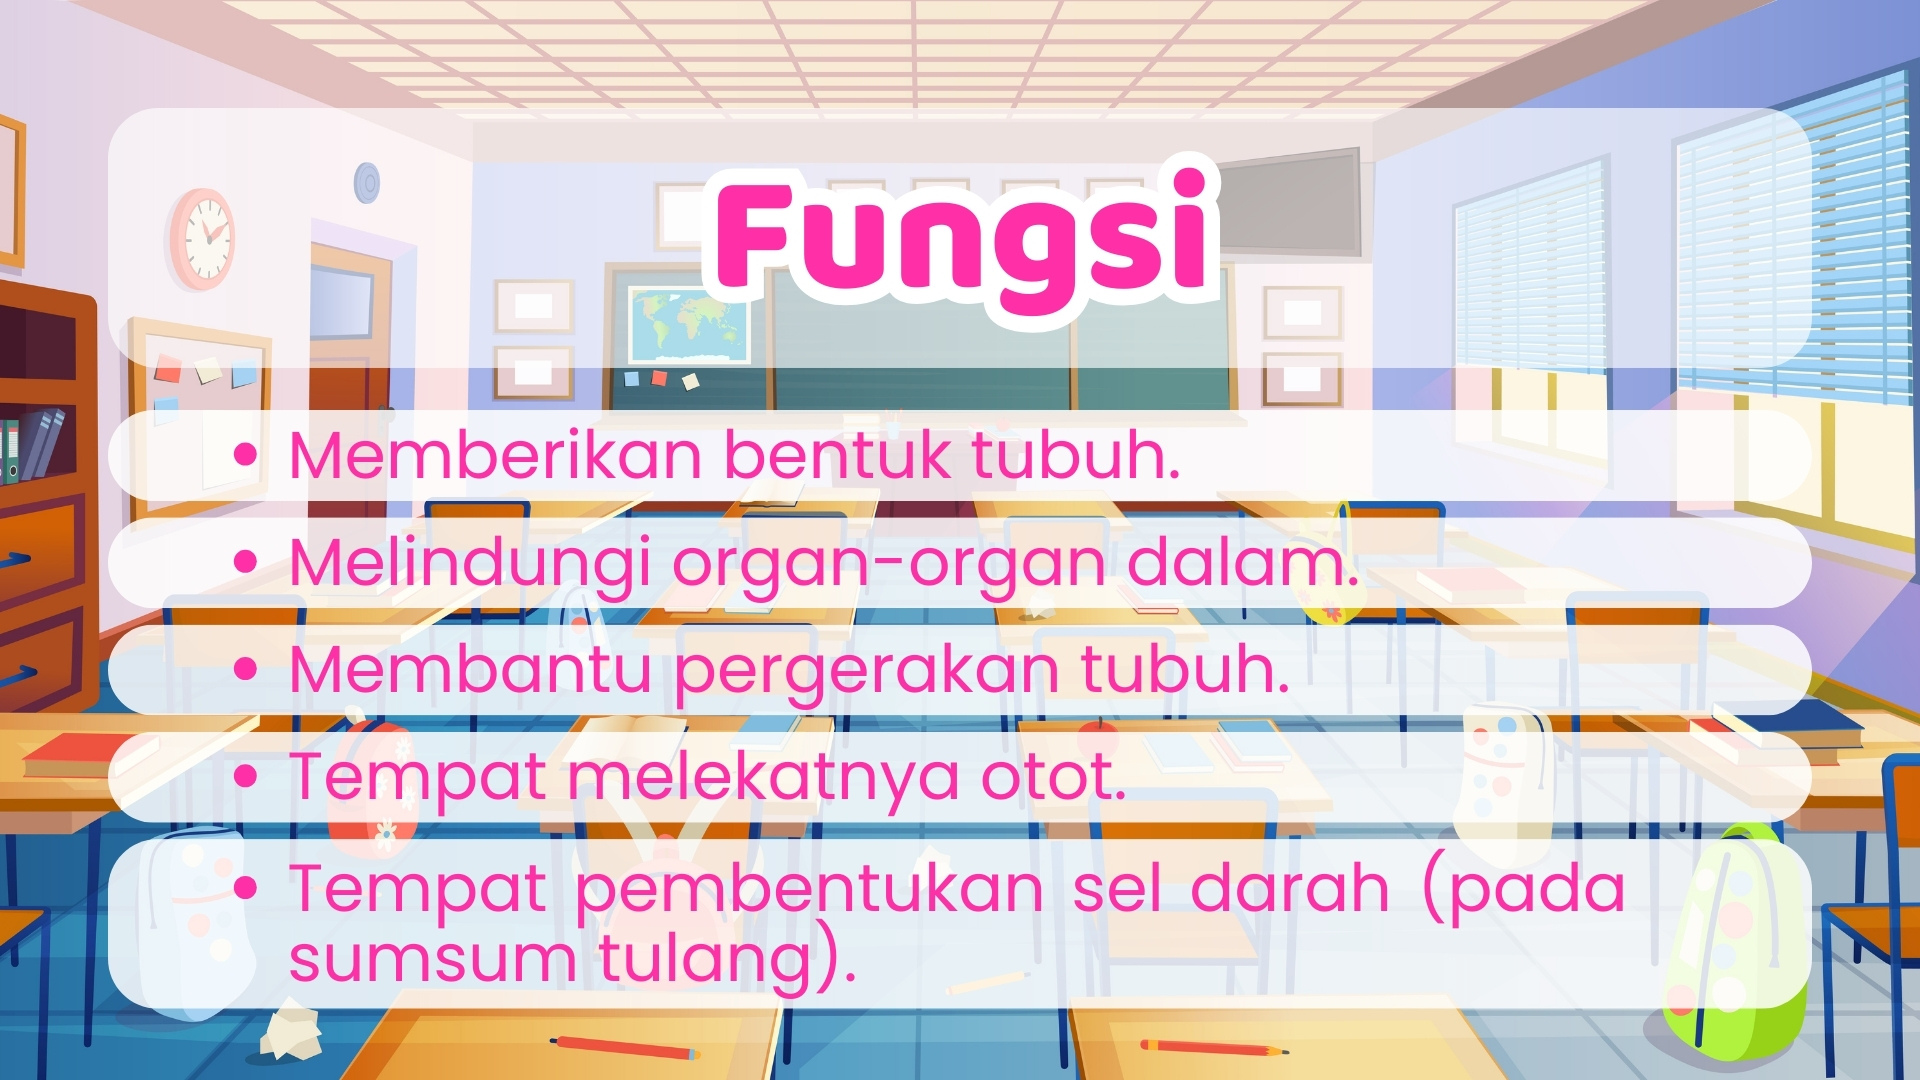 Fungsi
• Memberikan bentuk tubuh.
• Melindungi organ-organ dalam.
• Membantu pergerakan tubuh.
• Tempat melekatnya otot.
• Tempat pembentukan sel darah (pada
sumsum tulang).